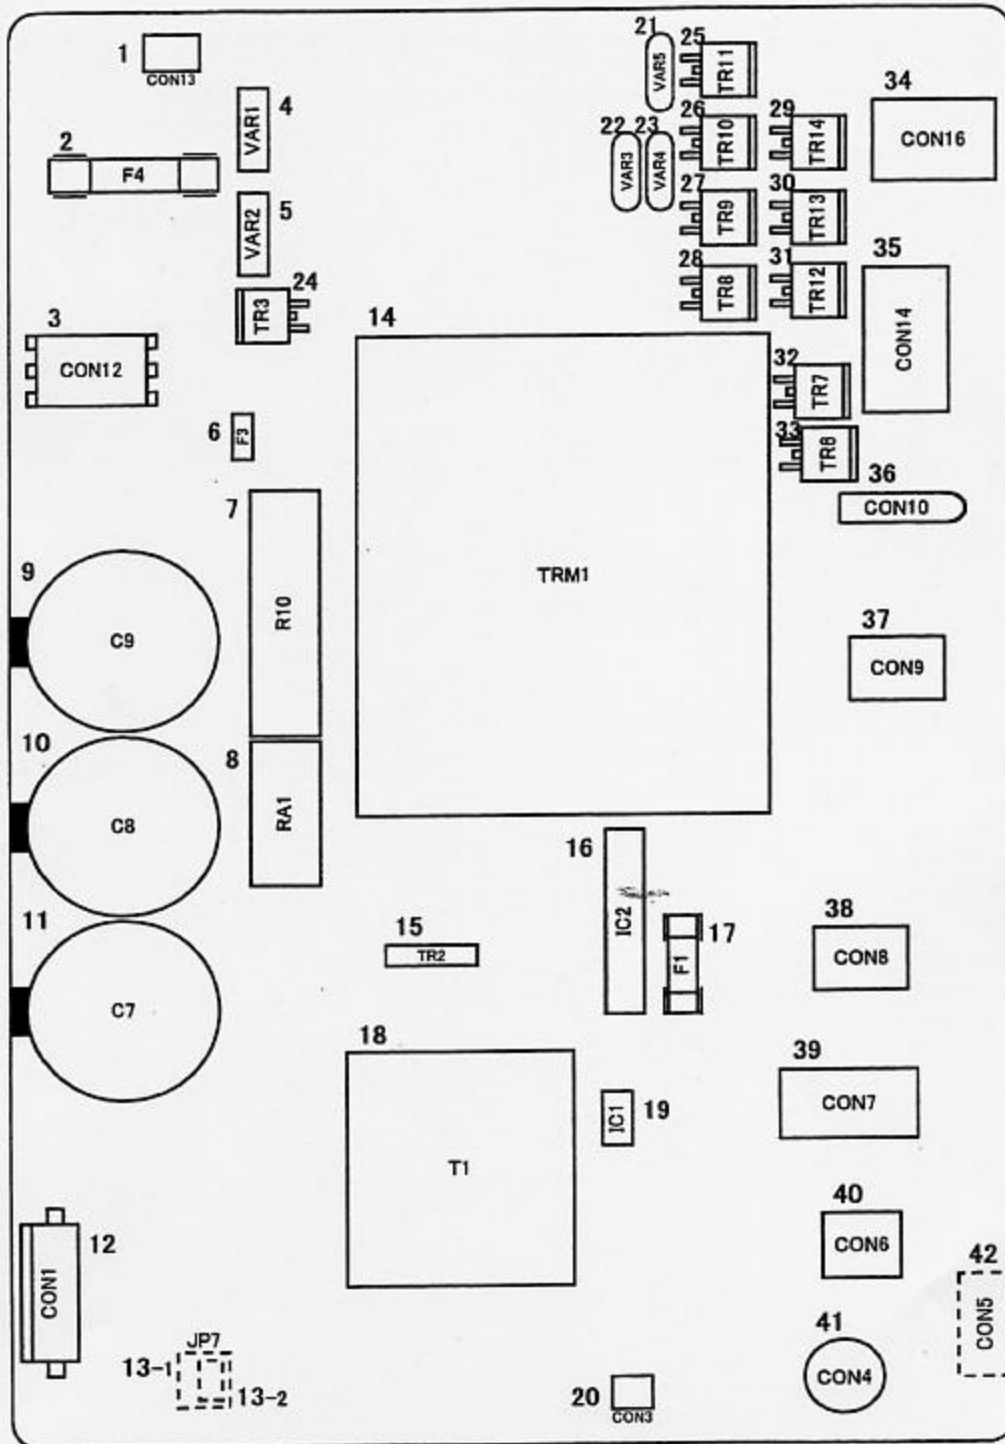 1
CON13
2
F4
4
VAR1
5
VAR2
3
CON12
24
TR3
6
F3
7
R10
8
RA1
9
C9
10
C8
11
C7
12
CON1
JP7
13-1
13-2
14
TRM1
15
TR2
16
IC2
17
F1
18
T1
19
IC1
20
CON3
21
VAR5
22
VAR3
23
VAR4
25
TR11
26
TR10
27
TR9
28
TR8
29
TR14
30
TR13
31
TR12
32
TR7
33
TR6
34
CON16
35
CON14
36
CON10
37
CON9
38
CON8
39
CON7
40
CON6
41
CON4
42
CON5